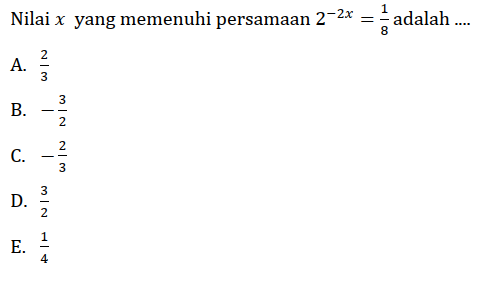 Nilai x yang memenuhi persamaan 2^{-2x} = \frac{1}{8} adalah ....
A. \frac{2}{3}
B. -\frac{3}{2}
C. -\frac{2}{3}
D. \frac{3}{2}
E. \frac{1}{4}